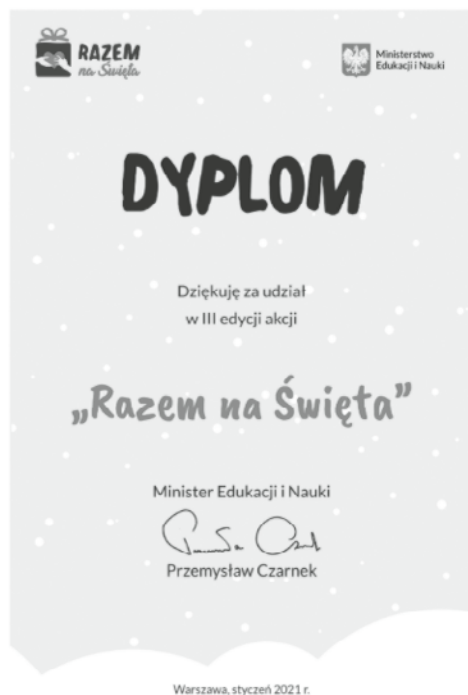 RAZEM
na Święta
Ministerstwo
Edukacji i Nauki
DYPLOM
Dziękuję za udział
w III edycji akcji
„Razem na Święta”
Minister Edukacji i Nauki
Przemysław Czarnek
Warszawa, styczeń 2021 r.